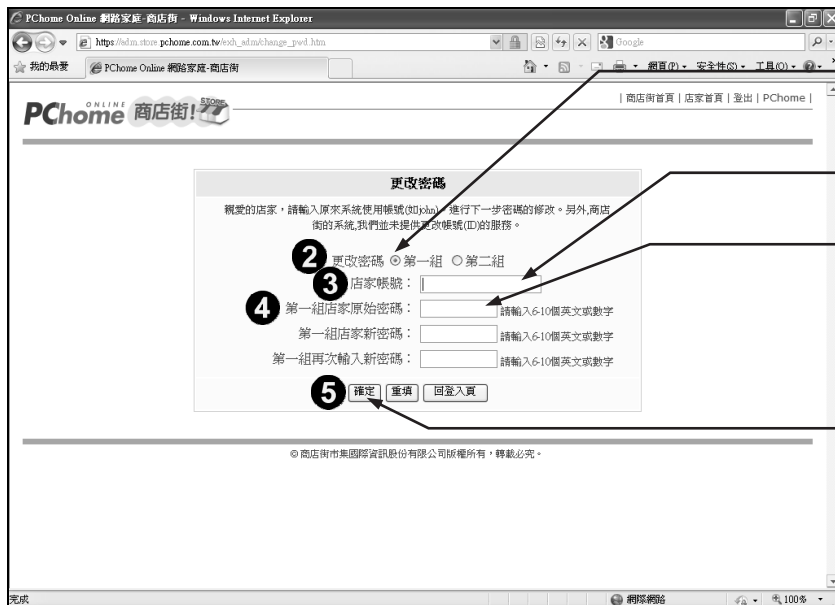 PChome Online 網路家庭-商店街 - Windows Internet Explorer
https://adm.store.pchome.com.tw/exh_adm/change_pwd.htm
Google
我的最愛
PChome Online 網路家庭-商店街
網頁(P)
安全性(S)
工具(O)
PChome ONLINE 商店街! STORE
| 商店街首頁 | 店家首頁 | 登出 | PChome |
更改密碼
親愛的店家，請輸入原來系統使用帳號(如john)，進行下一步密碼的修改。另外,商店
街的系統,我們並未提供更改帳號(ID)的服務。
2 更改密碼 第一組 第二組
3 店家帳號：
4 第一組店家原始密碼： 請輸入6-10個英文或數字
第一組店家新密碼： 請輸入6-10個英文或數字
第一組再次輸入新密碼： 請輸入6-10個英文或數字
5 確定 重填 回登入頁
© 商店街市集國際資訊股份有限公司版權所有，轉載必究。
完成
網際網路
100%